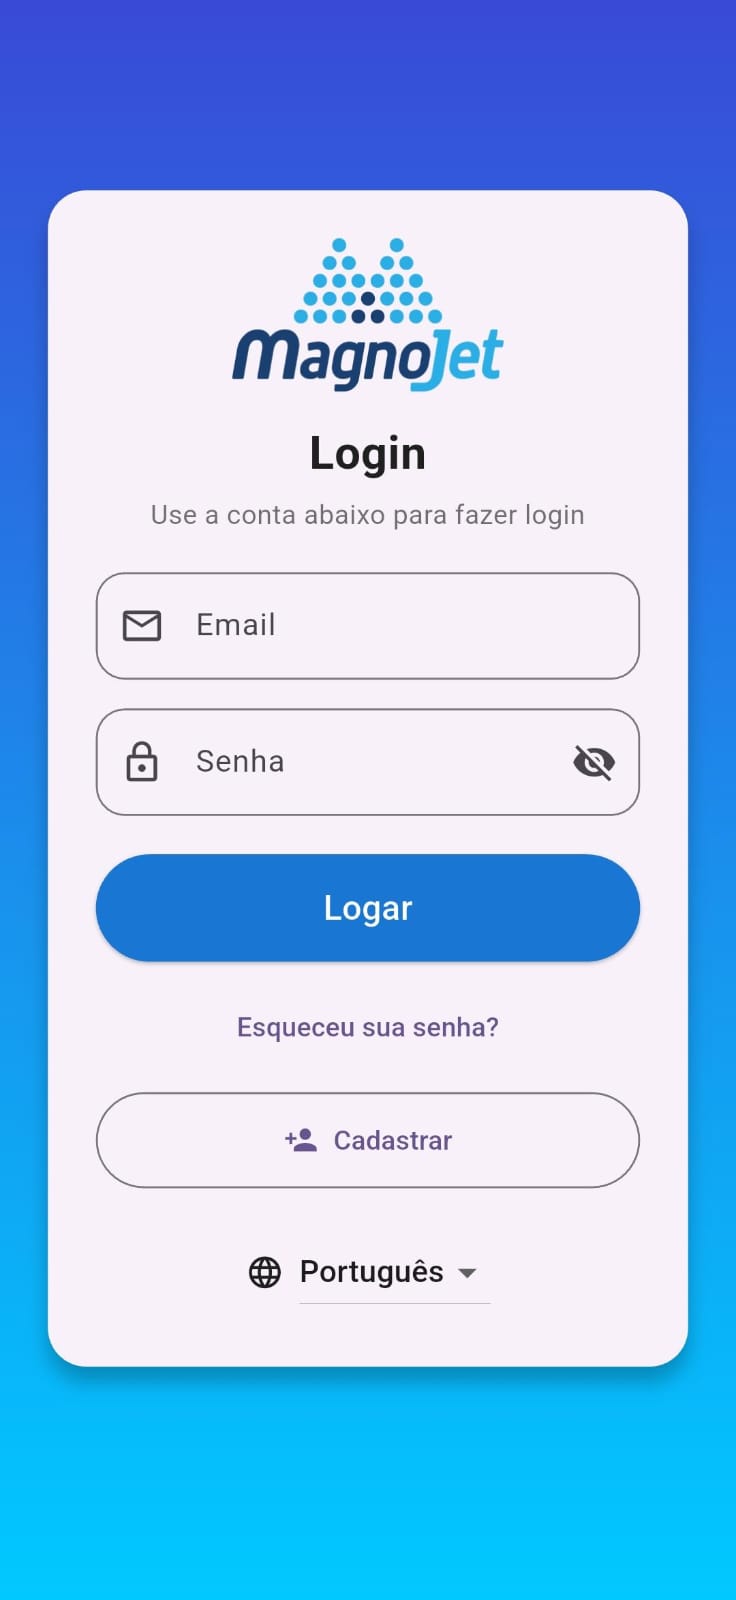 MagnoJet
Login
Use a conta abaixo para fazer login
Email
Senha
Logar
Esqueceu sua senha?
Cadastrar
Português